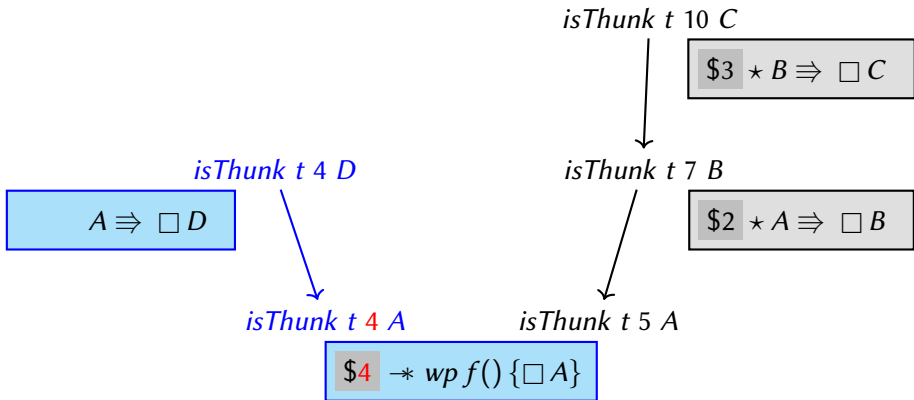 isThunk t 10 C
$3 ⋆ B ⇛ □ C
isThunk t 4 D
isThunk t 7 B
A ⇛ □ D
$2 ⋆ A ⇛ □ B
isThunk t 4 A
isThunk t 5 A
$4 -∗ wp f() {□ A}